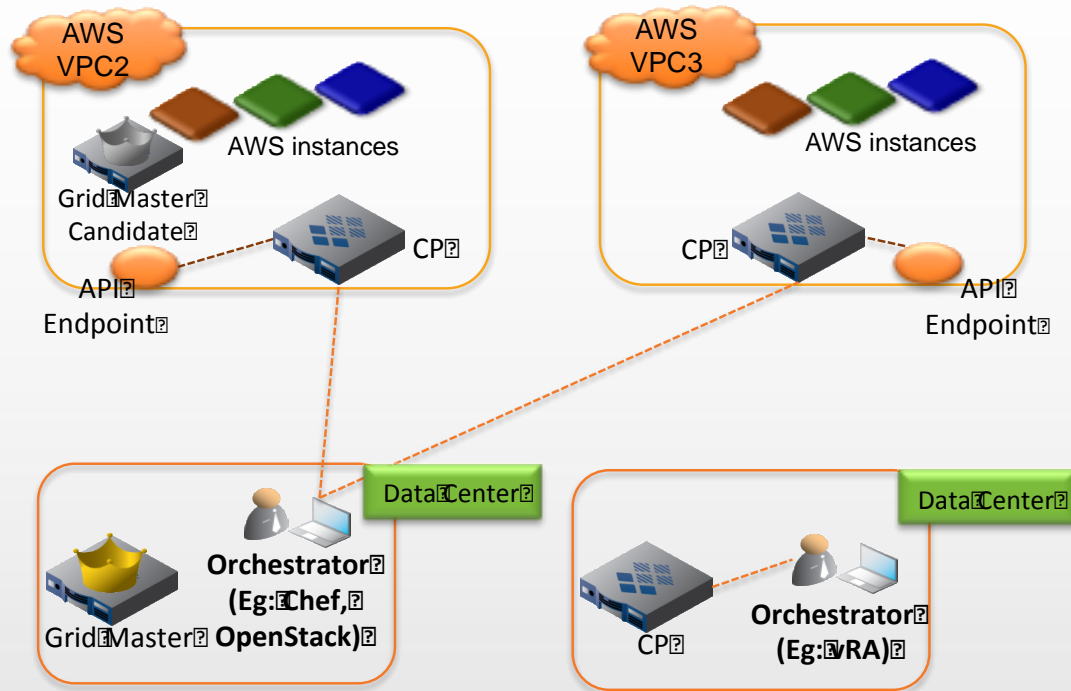 AWS
VPC2
AWS instances
Grid Master
Candidate
CP
API
Endpoint
AWS
VPC3
AWS instances
CP
API
Endpoint
Data Center
Orchestrator
(Eg: Chef,
OpenStack)
Grid Master
Data Center
CP
Orchestrator
(Eg: vRA)